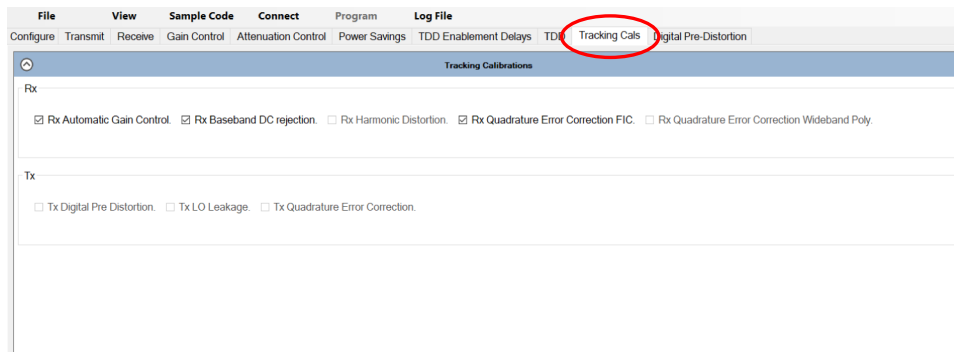 File View Sample Code Connect Program Log File
Configure Transmit Receive Gain Control Attenuation Control Power Savings TDD Enablement Delays TDD Tracking Cals Digital Pre-Distortion
Tracking Calibrations
Rx
Rx Automatic Gain Control. Rx Baseband DC rejection. Rx Harmonic Distortion. Rx Quadrature Error Correction FIC. Rx Quadrature Error Correction Wideband Poly.
Tx
Tx Digital Pre Distortion. Tx LO Leakage. Tx Quadrature Error Correction.